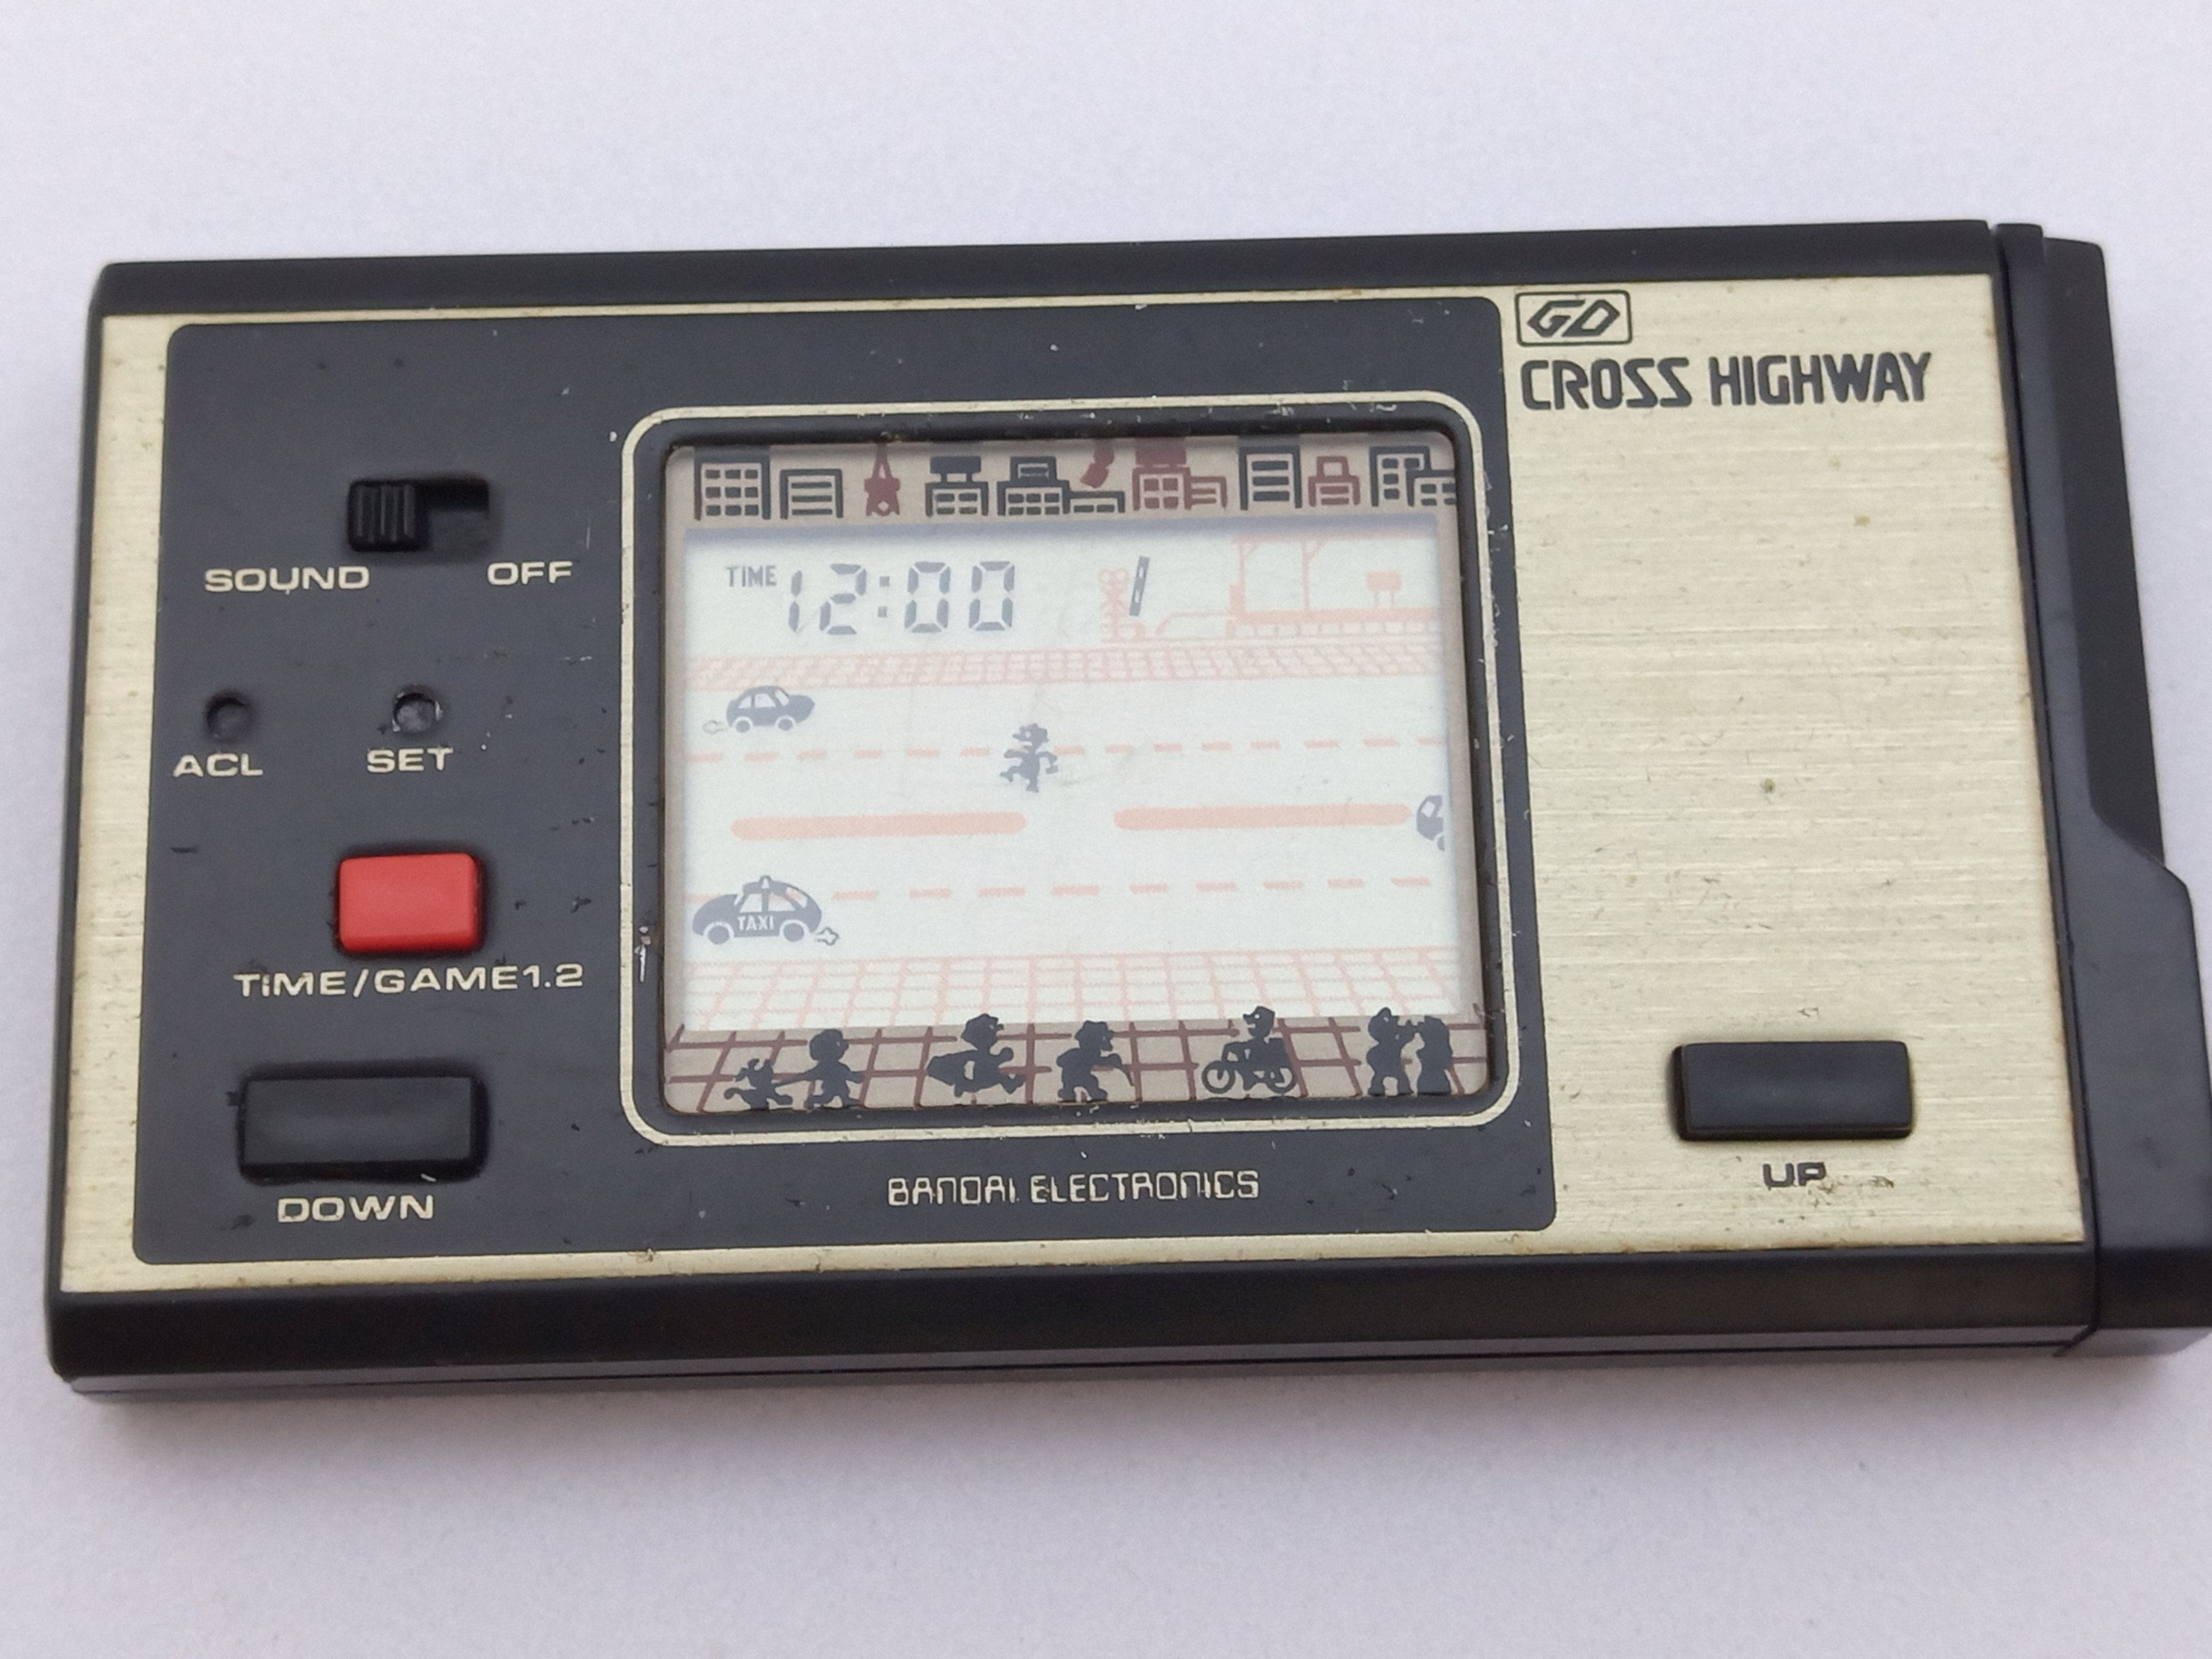 GD
CROSS HIGHWAY
SOUND OFF
TIME 12:00
ACL SET
TAXI
TIME/GAME1.2
DOWN
UP
BANDAI ELECTRONICS